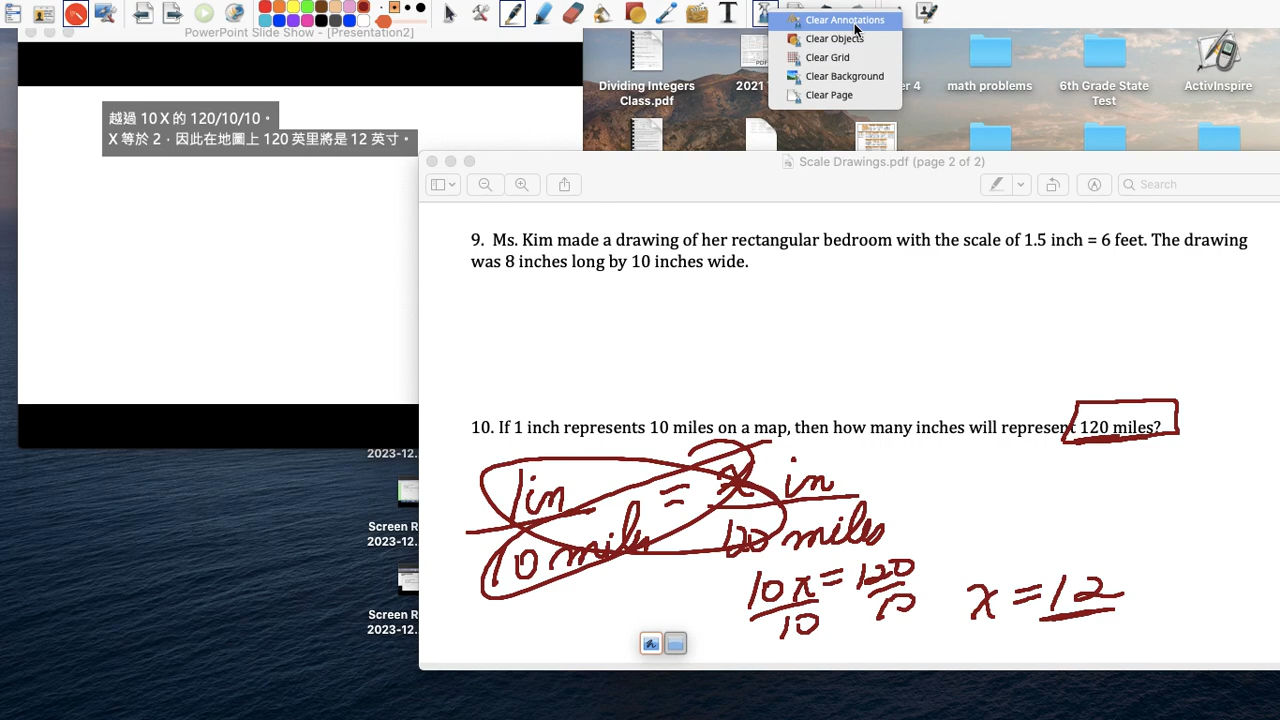 Clear Annotations
Clear Objects
Clear Grid
Clear Background
Clear Page
PowerPoint Slide Show - [Presentation2]
越過 10 X 的 120/10/10。
X 等於 2，因此在地圖上 120 英里將是 12 英寸。
Dividing Integers
Class.pdf
2021
math problems
6th Grade State
Test
ActivInspire
Scale Drawings.pdf (page 2 of 2)
Search
9. Ms. Kim made a drawing of her rectangular bedroom with the scale of 1.5 inch = 6 feet. The drawing
was 8 inches long by 10 inches wide.
10. If 1 inch represents 10 miles on a map, then how many inches will represent 120 miles?
1 in = x in
10 miles 120 miles
10x = 120
10 10
x = 12
2023-12.
Screen R
2023-12.
Screen R
2023-12.